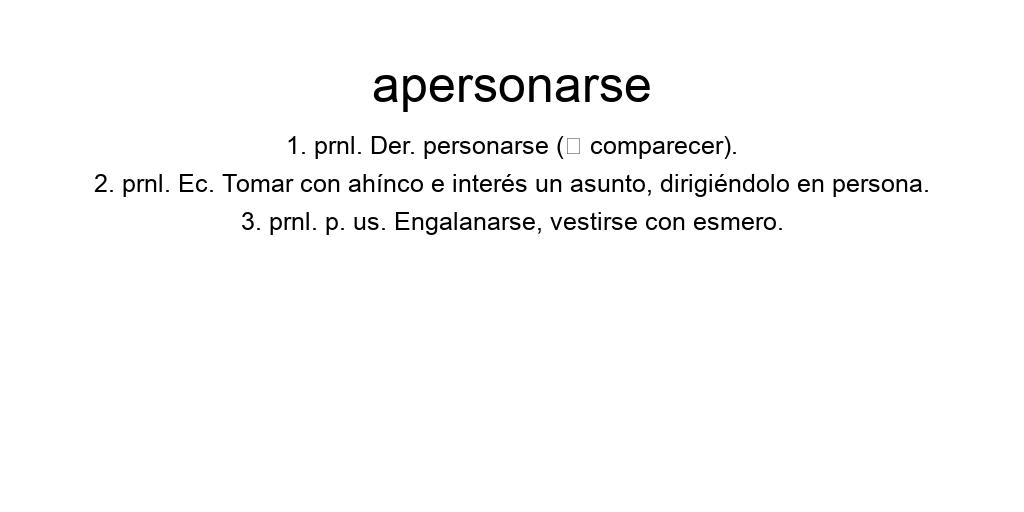 apersonarse
1. prnl. Der. personarse (□ comparecer).
2. prnl. Ec. Tomar con ahínco e interés un asunto, dirigiéndolo en persona.
3. prnl. p. us. Engalanarse, vestirse con esmero.